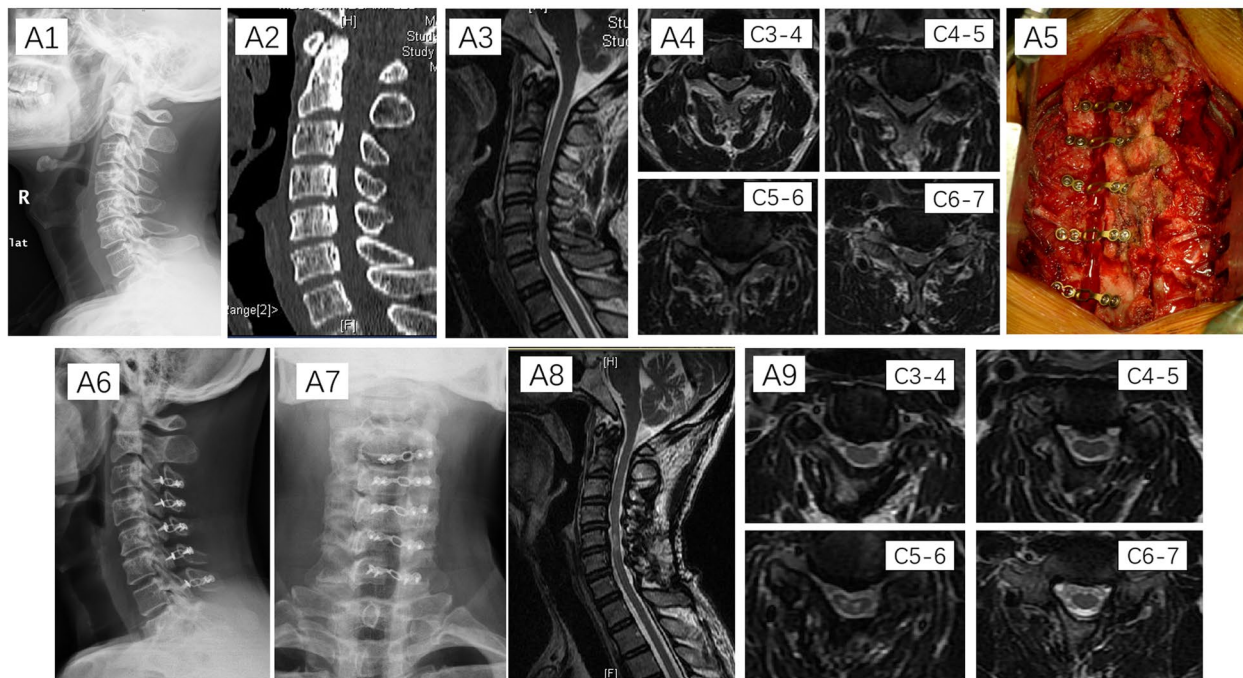 A1
R
lat
A2
[H]
M
Stud
Study
M
Range[2]>
[F]
A3
Stu
Study
A4
C3-4
C4-5
C5-6
C6-7
A5
A6
A7
A8
[H]
[F]
A9
C3-4
C4-5
C5-6
C6-7